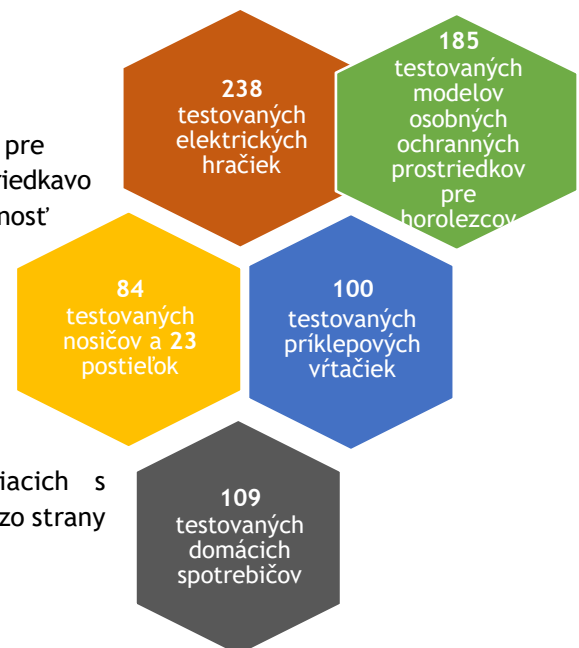 238
testovaných
elektrických
hračiek
185
testovaných
modelov
osobných
ochranných
prostriedkov
pre
horolezcov
pre
riedkavo
mosť
84
testovaných
nosičov a 23
postieľok
100
testovaných
príklepových
vŕtačiek
iacich s
zo strany
109
testovaných
domácich
spotrebičov